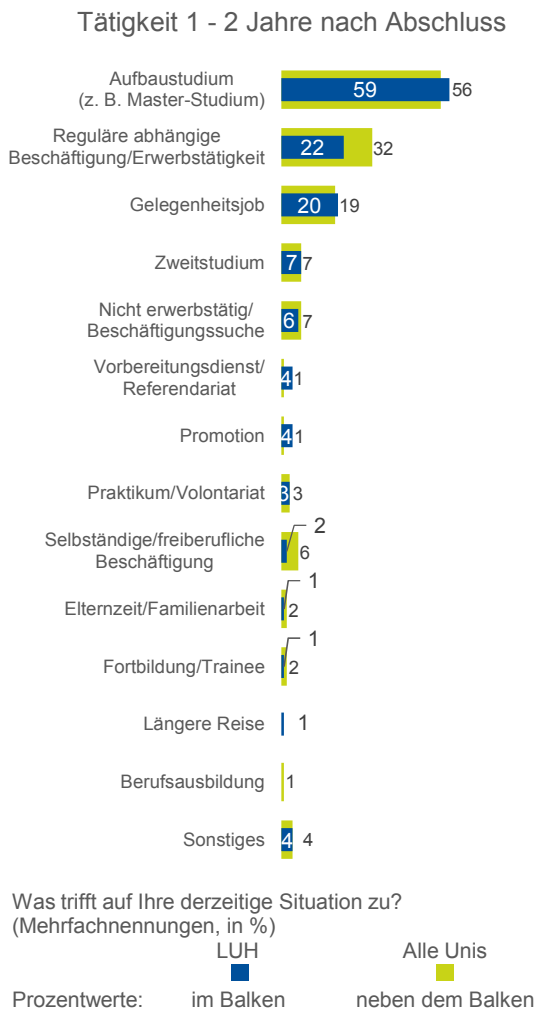 Tätigkeit 1 - 2 Jahre nach Abschluss
Aufbaustudium
(z. B. Master-Studium)
59 56
Reguläre abhängige
Beschäftigung/Erwerbstätigkeit
22 32
Gelegenheitsjob
20 19
Zweitstudium
7 7
Nicht erwerbstätig/
Beschäftigungssuche
6 7
Vorbereitungsdienst/
Referendariat
4 1
Promotion
4 1
Praktikum/Volontariat
3 3
Selbständige/freiberufliche
Beschäftigung
2
6
Elternzeit/Familienarbeit
1
2
Fortbildung/Trainee
1
2
Längere Reise
1
Berufsausbildung
1
Sonstiges
4 4
Was trifft auf Ihre derzeitige Situation zu?
(Mehrfachnennungen, in %)
LUH Alle Unis
Prozentwerte: im Balken neben dem Balken